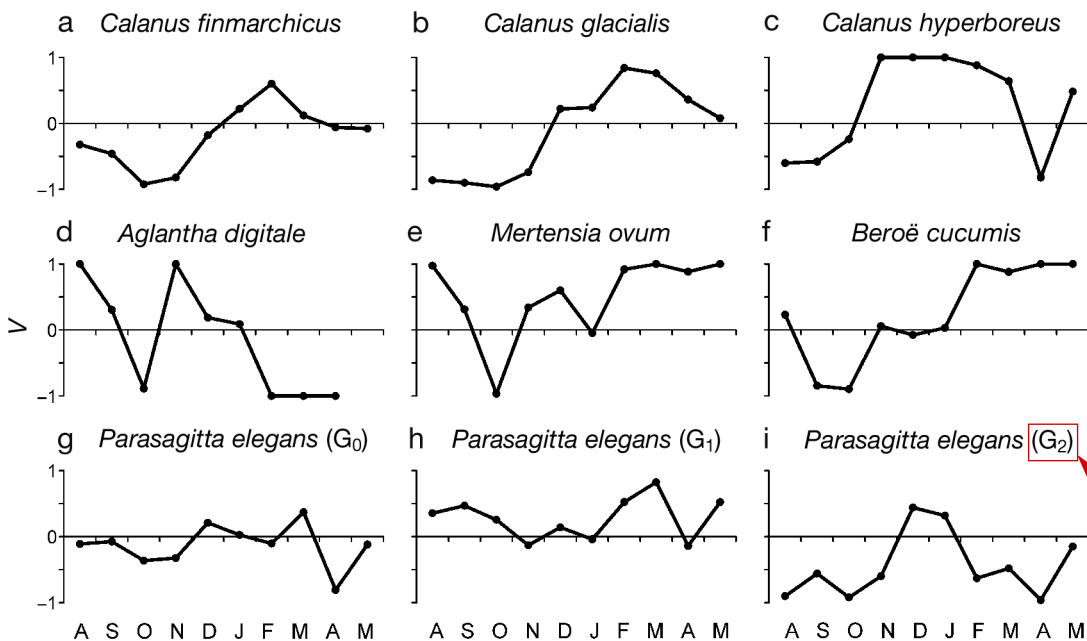 a Calanus finmarchicus
b Calanus glacialis
c Calanus hyperboreus
1
0
−1
d Aglantha digitale
e Mertensia ovum
f Beroë cucumis
1
0
−1
V
g Parasagitta elegans (G₀)
h Parasagitta elegans (G₁)
i Parasagitta elegans (G₂)
1
0
−1
A S O N D J F M A M
A S O N D J F M A M
A S O N D J F M A M